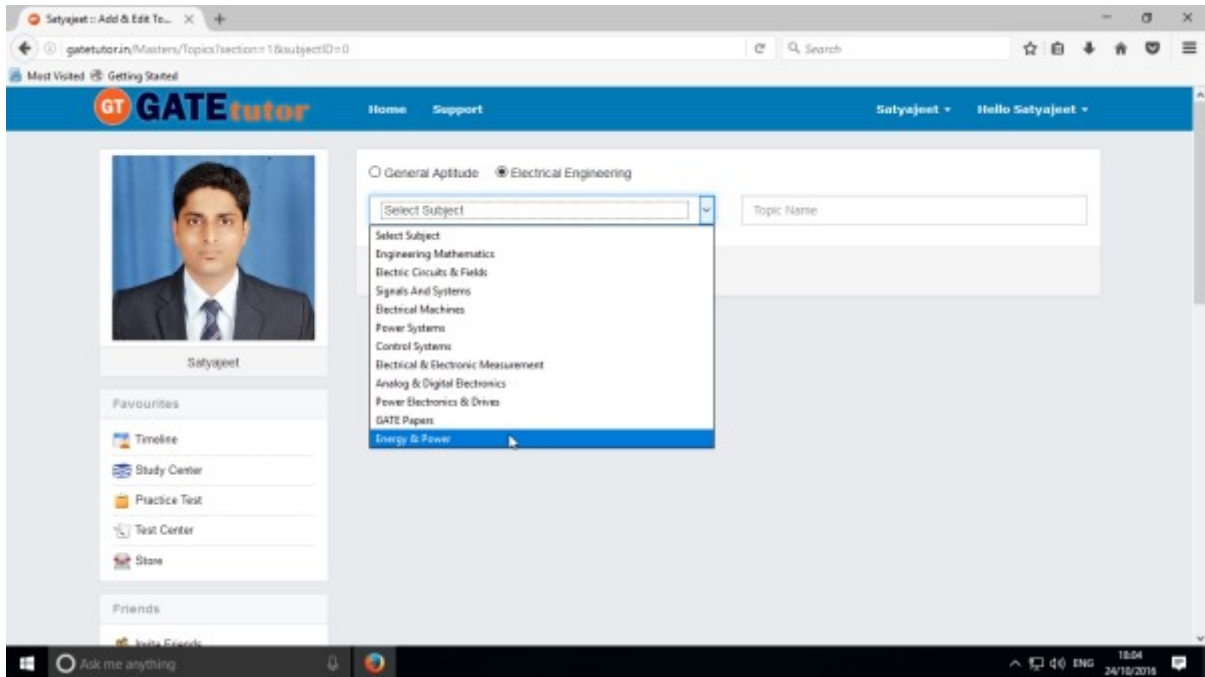 Satyajeet :: Add & Edit To...
gatetutor.in/Masters/Topics?section=1&subjectID=0
Search
Most Visited Getting Started
GT GATEtutor Home Support Satyajeet Hello Satyajeet
General Aptitude Electrical Engineering
Select Subject Topic Name
Select Subject
Engineering Mathematics
Electric Circuits & Fields
Signals And Systems
Electrical Machines
Power Systems
Control Systems
Electrical & Electronic Measurement
Analog & Digital Electronics
Power Electronics & Drives
GATE Papers
Energy & Power
Satyajeet
Favourites
Timeline
Study Center
Practice Test
Test Center
Store
Friends
Invite Friends
Ask me anything ENG 18:04
24/10/2016